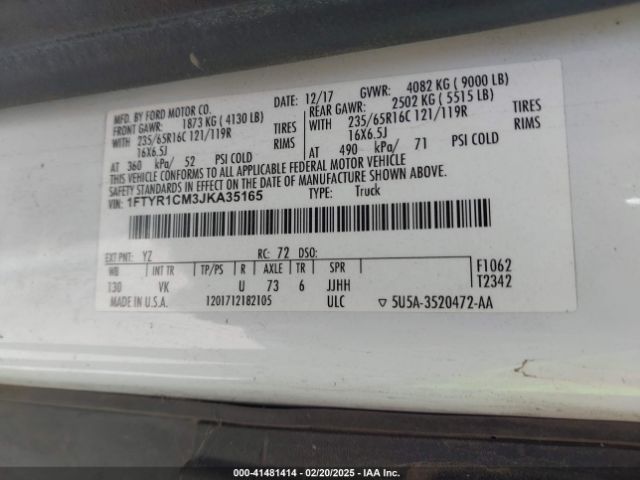 MFD. BY FORD MOTOR CO. DATE: 12/17 GVWR: 4082 KG ( 9000 LB)
FRONT GAWR: 1873 KG ( 4130 LB) REAR GAWR: 2502 KG ( 5515 LB)
WITH 235/65R16C 121/119R TIRES WITH 235/65R16C 121/119R TIRES
16X6.5J RIMS 16X6.5J RIMS
AT 360 kPa/ 52 PSI COLD AT 490 kPa/ 71 PSI COLD
THIS VEHICLE CONFORMS TO ALL APPLICABLE FEDERAL MOTOR VEHICLE
SAFETY STANDARDS IN EFFECT ON THE DATE OF MANUFACTURE SHOWN ABOVE.
VIN: 1FTYR1CM3JKA35165 TYPE: Truck
EXT PNT: YZ RC: 72 DSO:
WB INT TR TP/PS R AXLE TR SPR F1062
130 VK U 73 6 JJHH T2342
MADE IN U.S.A. 1201712182105 ULC ▽ 5U5A-3520472-AA
000-41481414 - 02/20/2025 - IAAI.com